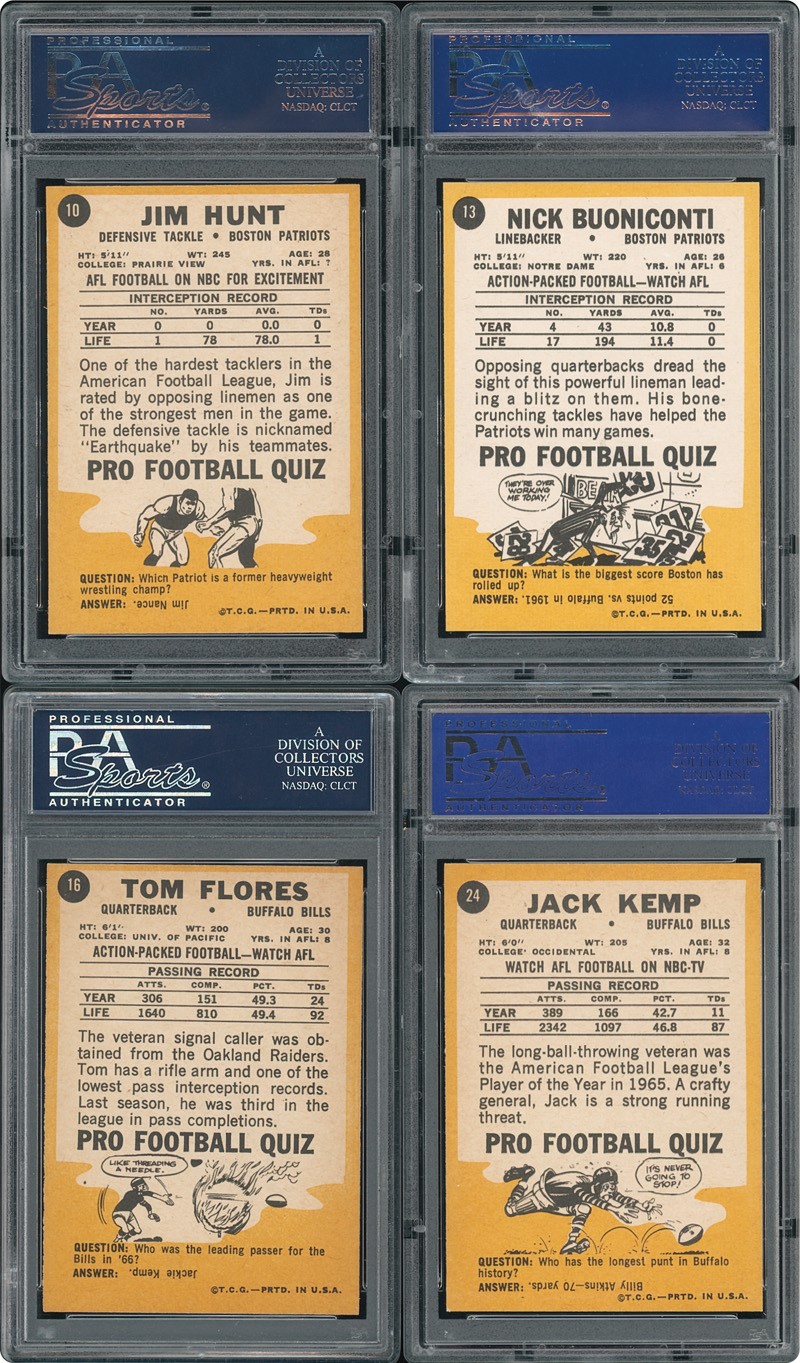 PROFESSIONAL
PSA
Sports®
AUTHENTICATOR
A
DIVISION OF
COLLECTORS
UNIVERSE
NASDAQ: CLCT
10
JIM HUNT
DEFENSIVE TACKLE • BOSTON PATRIOTS
HT: 5'11" WT: 245 AGE: 28
COLLEGE: PRAIRIE VIEW YRS. IN AFL: 7
AFL FOOTBALL ON NBC FOR EXCITEMENT
INTERCEPTION RECORD
NO. YARDS AVG. TDs
YEAR 0 0 0.0 0
LIFE 1 78 78.0 1
One of the hardest tacklers in the
American Football League, Jim is
rated by opposing linemen as one
of the strongest men in the game.
The defensive tackle is nicknamed
"Earthquake" by his teammates.
PRO FOOTBALL QUIZ
QUESTION: Which Patriot is a former heavyweight
wrestling champ?
ANSWER: Jim Nance.
©T.C.G.—PRTD. IN U.S.A.
PROFESSIONAL
PSA
Sports®
AUTHENTICATOR
A
DIVISION OF
COLLECTORS
UNIVERSE
NASDAQ: CLCT
13
NICK BUONICONTI
LINEBACKER • BOSTON PATRIOTS
HT: 5'11" WT: 220 AGE: 26
COLLEGE: NOTRE DAME YRS. IN AFL: 6
ACTION-PACKED FOOTBALL—WATCH AFL
INTERCEPTION RECORD
NO. YARDS AVG. TDs
YEAR 4 43 10.8 0
LIFE 17 194 11.4 0
Opposing quarterbacks dread the
sight of this powerful lineman lead-
ing a blitz on them. His bone-
crunching tackles have helped the
Patriots win many games.
PRO FOOTBALL QUIZ
THEY'RE OVER
WORKING
ME TODAY!
QUESTION: What is the biggest score Boston has
rolled up?
ANSWER: 52 points vs. Buffalo in 1961.
©T.C.G.—PRTD. IN U.S.A.
PROFESSIONAL
PSA
Sports®
AUTHENTICATOR
A
DIVISION OF
COLLECTORS
UNIVERSE
NASDAQ: CLCT
16
TOM FLORES
QUARTERBACK • BUFFALO BILLS
HT: 6'1" WT: 200 AGE: 30
COLLEGE: UNIV. OF PACIFIC YRS. IN AFL: 8
ACTION-PACKED FOOTBALL—WATCH AFL
PASSING RECORD
ATTS. COMP. PCT. TDs
YEAR 306 151 49.3 24
LIFE 1640 810 49.4 92
The veteran signal caller was ob-
tained from the Oakland Raiders.
Tom has a rifle arm and one of the
lowest pass interception records.
Last season, he was third in the
league in pass completions.
PRO FOOTBALL QUIZ
LIKE THREADING
A NEEDLE.
QUESTION: Who was the leading passer for the
Bills in '66?
ANSWER: Jackie Kemp.
©T.C.G.—PRTD. IN U.S.A.
PROFESSIONAL
PSA
Sports®
AUTHENTICATOR
A
DIVISION OF
COLLECTORS
UNIVERSE
NASDAQ: CLCT
24
JACK KEMP
QUARTERBACK • BUFFALO BILLS
HT: 6'0" WT: 205 AGE: 32
COLLEGE: OCCIDENTAL YRS. IN AFL: 8
WATCH AFL FOOTBALL ON NBC-TV
PASSING RECORD
ATTS. COMP. PCT. TDs
YEAR 389 166 42.7 11
LIFE 2342 1097 46.8 87
The long-ball-throwing veteran was
the American Football League's
Player of the Year in 1965. A crafty
general, Jack is a strong running
threat.
PRO FOOTBALL QUIZ
IT'S NEVER
GOING TO
STOP!
QUESTION: Who has the longest punt in Buffalo
history?
ANSWER: Billy Atkins—70 yards.
©T.C.G.—PRTD. IN U.S.A.